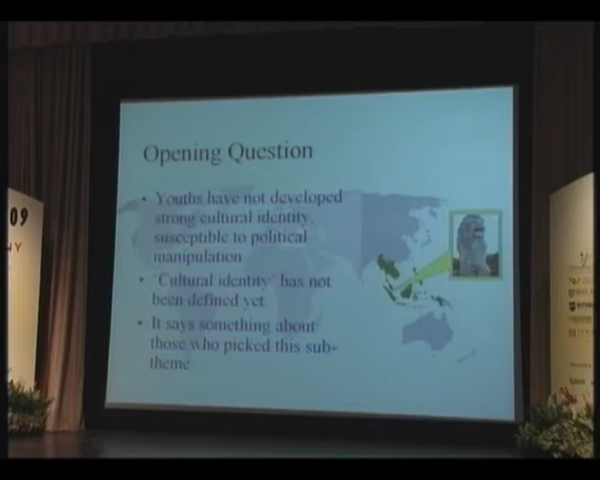 Opening Question
• Youths have not developed
strong cultural identity,
susceptible to political
manipulation
• 'Cultural identity' has not
been defined yet
• It says something about
those who picked this sub-
theme
09
NY